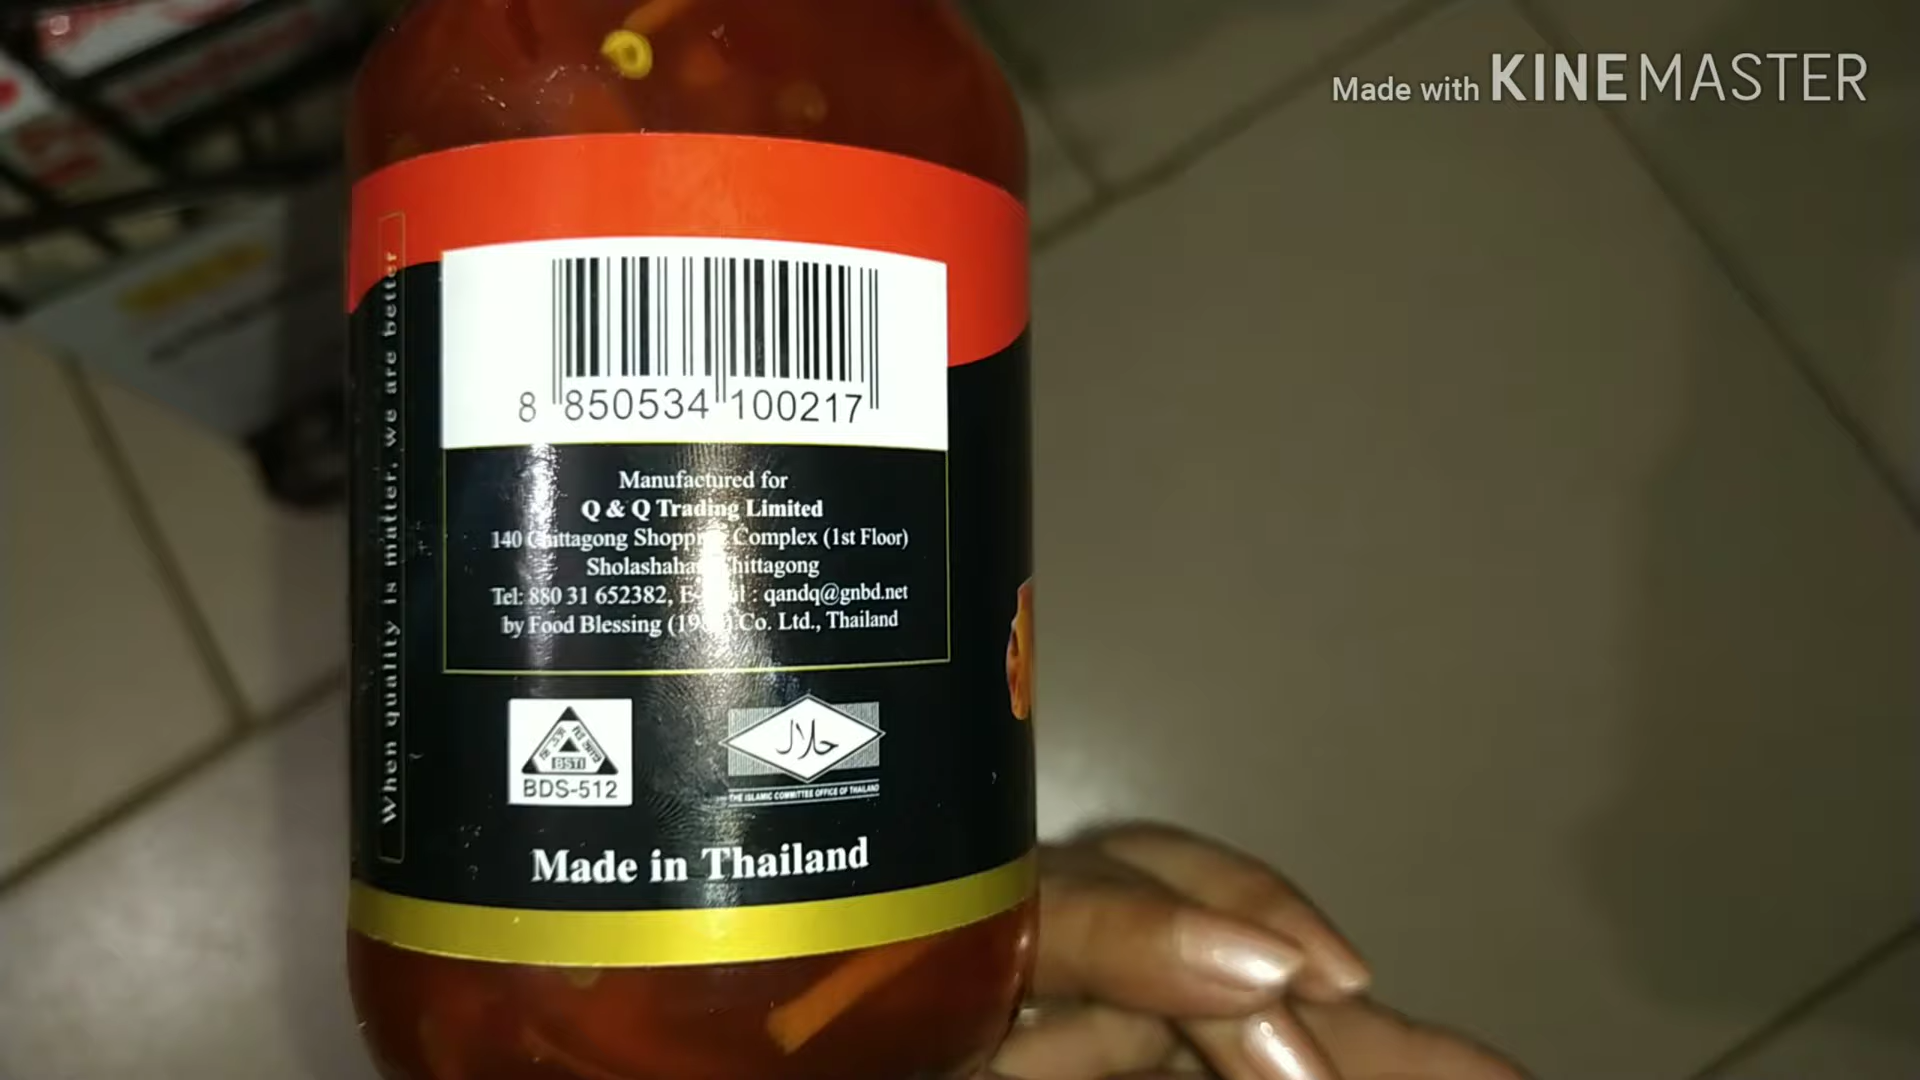 Made with KINEMASTER
When quality is matter, we are better
8 850534 100217
Manufactured for
Q & Q Trading Limited
140 Chittagong Shopping Complex (1st Floor)
Chittagong
Tel: 880 31 652382, E-mail : qandq@gnbd.net
by Food Blessing Co. Ltd., Thailand
BSTI
BDS-512
حلال
THE ISLAMIC COMMITTEE OFFICE OF THAILAND
Made in Thailand